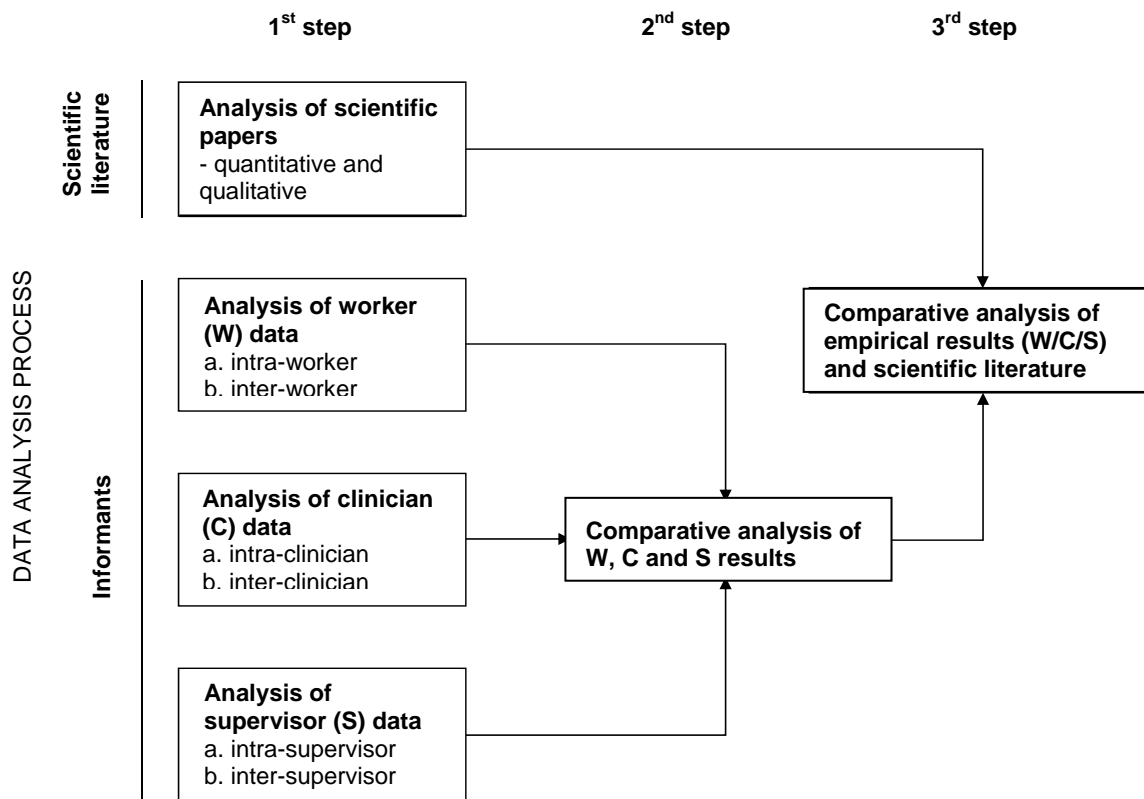 1st step
2nd step
3rd step
Scientific
literature
Analysis of scientific
papers
- quantitative and
qualitative
DATA ANALYSIS PROCESS
Informants
Analysis of worker
(W) data
a. intra-worker
b. inter-worker
Analysis of clinician
(C) data
a. intra-clinician
b. inter-clinician
Analysis of
supervisor (S) data
a. intra-supervisor
b. inter-supervisor
Comparative analysis of
W, C and S results
Comparative analysis of
empirical results (W/C/S)
and scientific literature